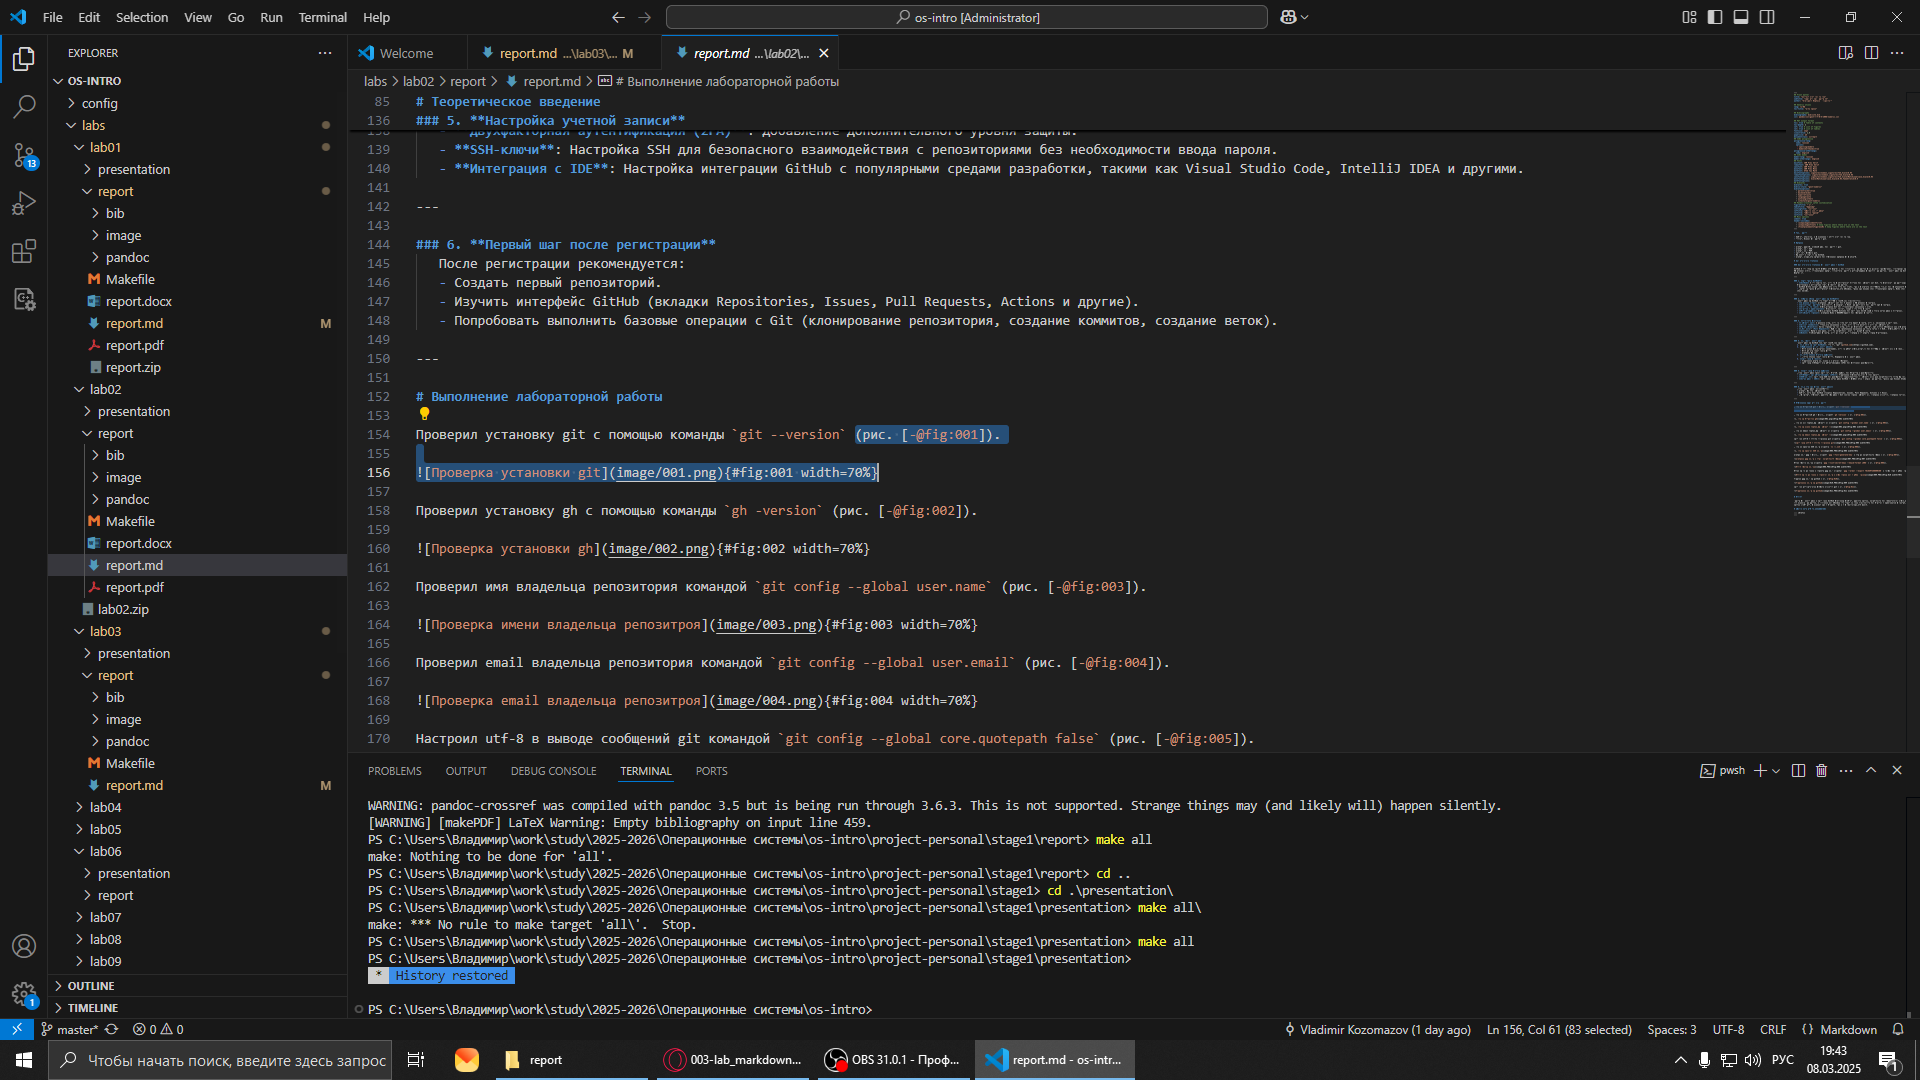 File Edit Selection View Go Run Terminal Help
os-intro [Administrator]
EXPLORER
Welcome
report.md ...\lab03\... M
report.md ...\lab02\...
labs > lab02 > report > report.md > # Выполнение лабораторной работы
OS-INTRO
config
labs
lab01
presentation
report
bib
image
pandoc
Makefile
report.docx
report.md M
report.pdf
report.zip
lab02
presentation
report
bib
image
pandoc
Makefile
report.docx
report.md
report.pdf
lab02.zip
lab03
presentation
report
bib
image
pandoc
Makefile
report.md M
lab04
lab05
lab06
presentation
report
lab07
lab08
lab09
OUTLINE
TIMELINE
13
1
85 # Теоретическое введение
136 ### 5. **Настройка учетной записи**
139 - **SSH-ключи**: Настройка SSH для безопасного взаимодействия с репозиториями без необходимости ввода пароля.
140 - **Интеграция с IDE**: Настройка интеграции GitHub с популярными средами разработки, такими как Visual Studio Code, IntelliJ IDEA и другими.
141
142 ---
143
144 ### 6. **Первый шаг после регистрации**
145 После регистрации рекомендуется:
146 - Создать первый репозиторий.
147 - Изучить интерфейс GitHub (вкладки Repositories, Issues, Pull Requests, Actions и другие).
148 - Попробовать выполнить базовые операции с Git (клонирование репозитория, создание коммитов, создание веток).
149
150 ---
151
152 # Выполнение лабораторной работы
153
154 Проверил установку git с помощью команды `git --version` (рис. [-@fig:001]).
155
156 ![Проверка установки git](image/001.png){#fig:001 width=70%}
157
158 Проверил установку gh с помощью команды `gh -version` (рис. [-@fig:002]).
159
160 ![Проверка установки gh](image/002.png){#fig:002 width=70%}
161
162 Проверил имя владельца репозитория командой `git config --global user.name` (рис. [-@fig:003]).
163
164 ![Проверка имени владельца репозитроя](image/003.png){#fig:003 width=70%}
165
166 Проверил email владельца репозитория командой `git config --global user.email` (рис. [-@fig:004]).
167
168 ![Проверка email владельца репозитроя](image/004.png){#fig:004 width=70%}
169
170 Настроил utf-8 в выводе сообщений git командой `git config --global core.quotepath false` (рис. [-@fig:005]).
PROBLEMS OUTPUT DEBUG CONSOLE TERMINAL PORTS
pwsh
WARNING: pandoc-crossref was compiled with pandoc 3.5 but is being run through 3.6.3. This is not supported. Strange things may (and likely will) happen silently.
[WARNING] [makePDF] LaTeX Warning: Empty bibliography on input line 459.
PS C:\Users\Владимир\work\study\2025-2026\Операционные системы\os-intro\project-personal\stage1\report> make all
make: Nothing to be done for 'all'.
PS C:\Users\Владимир\work\study\2025-2026\Операционные системы\os-intro\project-personal\stage1\report> cd ..
PS C:\Users\Владимир\work\study\2025-2026\Операционные системы\os-intro\project-personal\stage1> cd .\presentation\
PS C:\Users\Владимир\work\study\2025-2026\Операционные системы\os-intro\project-personal\stage1\presentation> make all\
make: *** No rule to make target 'all\'.  Stop.
PS C:\Users\Владимир\work\study\2025-2026\Операционные системы\os-intro\project-personal\stage1\presentation> make all
PS C:\Users\Владимир\work\study\2025-2026\Операционные системы\os-intro\project-personal\stage1\presentation>
* History restored
PS C:\Users\Владимир\work\study\2025-2026\Операционные системы\os-intro>
master* 0 0 Vladimir Kozomazov (1 day ago) Ln 156, Col 61 (83 selected) Spaces: 3 UTF-8 CRLF {} Markdown
Чтобы начать поиск, введите здесь запрос
report
003-lab_markdown...
OBS 31.0.1 - Проф...
report.md - os-intr...
РУС
19:43
08.03.2025
1